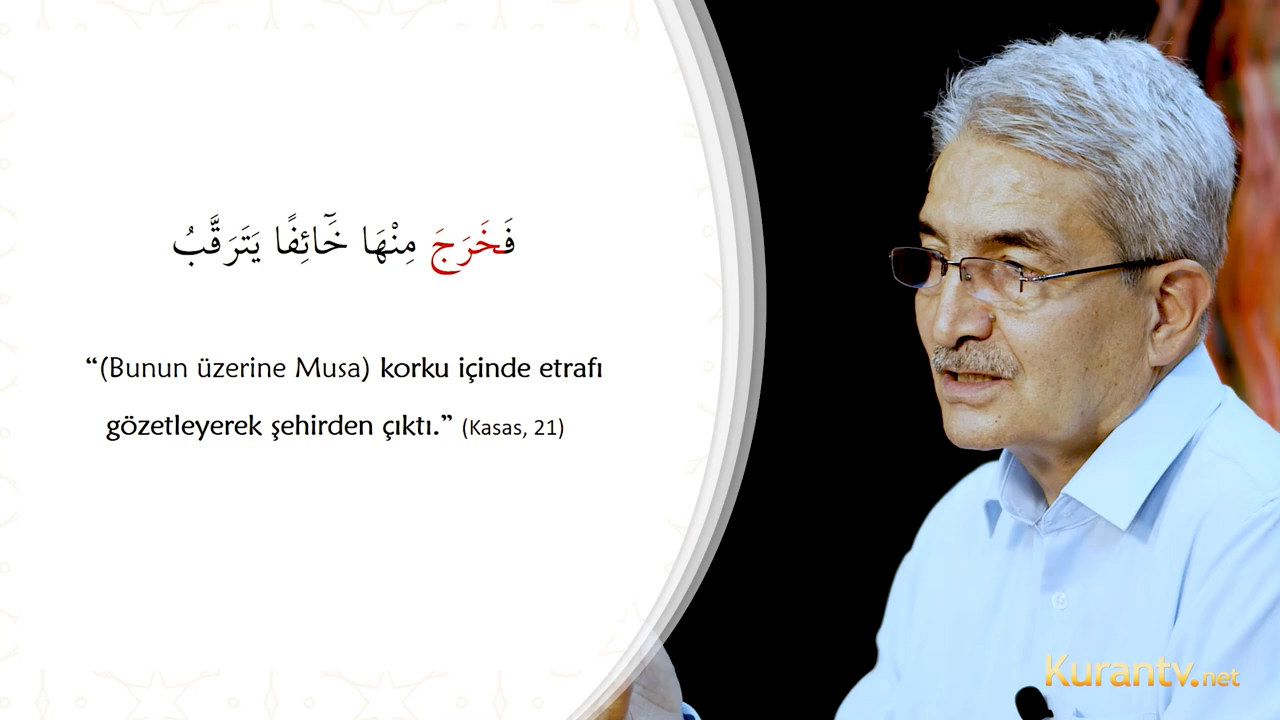 فَخَرَجَ مِنْهَا خَٓائِفًا يَتَرَقَّبُ
“(Bunun üzerine Musa) korku içinde etrafı
gözetleyerek şehirden çıktı.” (Kasas, 21)
Kurantv.net